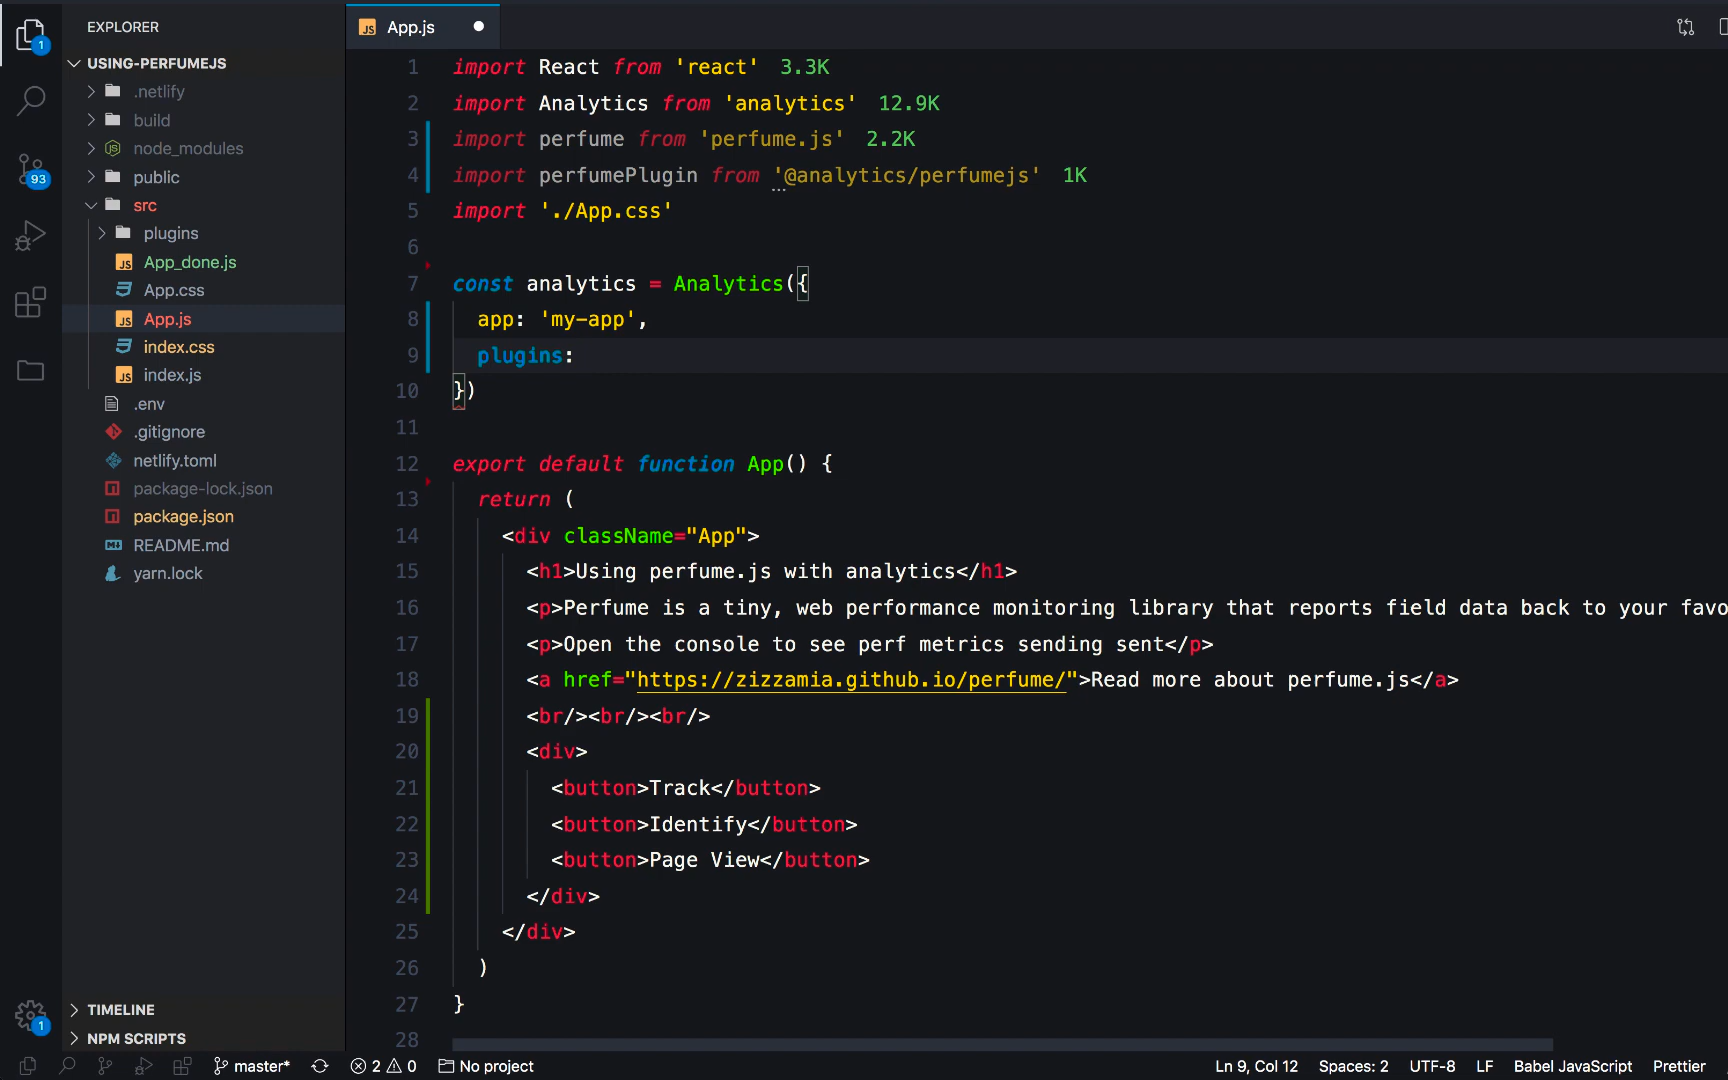 EXPLORER
USING-PERFUMEJS
.netlify
build
node_modules
public
src
plugins
App_done.js
App.css
App.js
index.css
index.js
.env
.gitignore
netlify.toml
package-lock.json
package.json
README.md
yarn.lock
TIMELINE
NPM SCRIPTS
1
93
1
App.js
1 import React from 'react' 3.3K
2 import Analytics from 'analytics' 12.9K
3 import perfume from 'perfume.js' 2.2K
4 import perfumePlugin from '@analytics/perfumejs' 1K
5 import './App.css'
6
7 const analytics = Analytics({
8 app: 'my-app',
9 plugins:
10 })
11
12 export default function App() {
13 return (
14 <div className="App">
15 <h1>Using perfume.js with analytics</h1>
16 <p>Perfume is a tiny, web performance monitoring library that reports field data back to your favo
17 <p>Open the console to see perf metrics sending sent</p>
18 <a href="https://zizzamia.github.io/perfume/">Read more about perfume.js</a>
19 <br/><br/><br/>
20 <div>
21 <button>Track</button>
22 <button>Identify</button>
23 <button>Page View</button>
24 </div>
25 </div>
26 )
27 }
28
master* 2 0 No project Ln 9, Col 12 Spaces: 2 UTF-8 LF Babel JavaScript Prettier